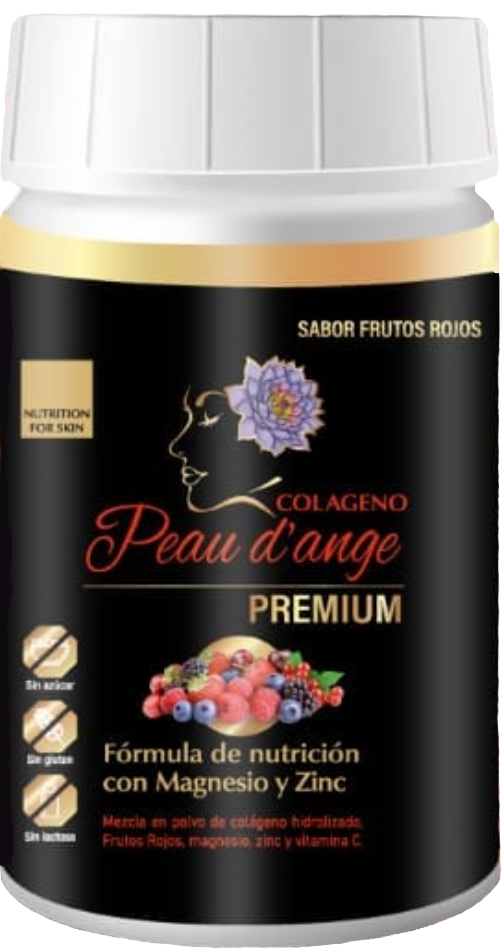 SABOR FRUTOS ROJOS
NUTRITION
FOR SKIN
COLAGENO
Peau d'ange
PREMIUM
Sin azúcar
Sin gluten
Sin lactosa
Fórmula de nutrición
con Magnesio y Zinc
Mezcla en polvo de colágeno hidrolizado,
Frutos Rojos, magnesio, zinc y vitamina C.